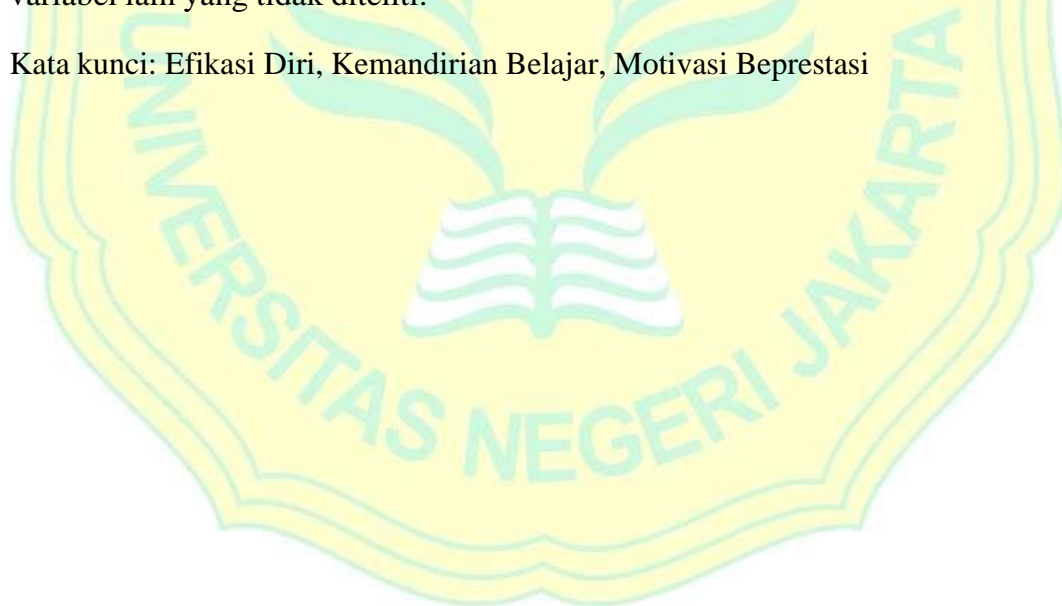 variabel lain yang tidak diteliti.
Kata kunci: Efikasi Diri, Kemandirian Belajar, Motivasi Beprestasi
UNIVERSITAS NEGERI JAKARTA